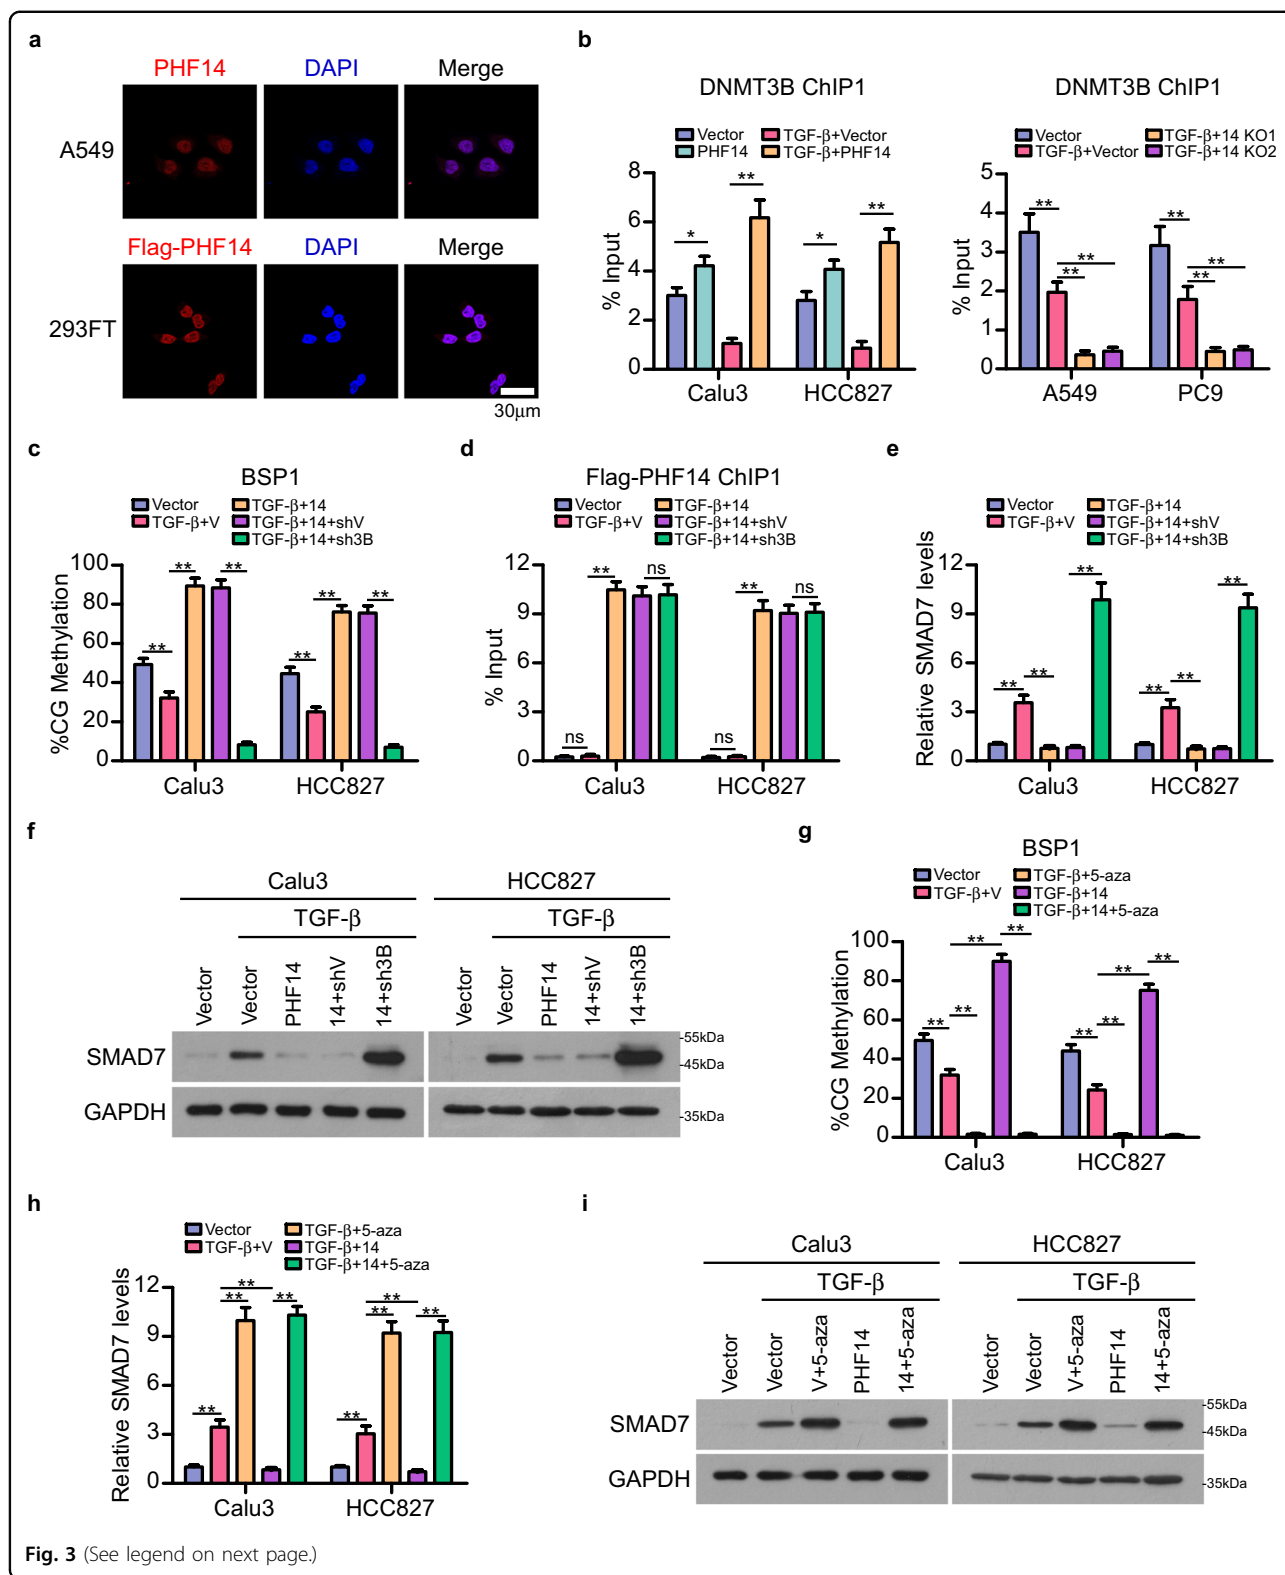 a
PHF14 DAPI Merge
A549
Flag-PHF14 DAPI Merge
293FT
30μm
b
DNMT3B ChIP1
Vector TGF-β+Vector
PHF14 TGF-β+PHF14
% Input
8
6
4
2
0
* ** * **
Calu3 HCC827
DNMT3B ChIP1
Vector TGF-β+14 KO1
TGF-β+Vector TGF-β+14 KO2
% Input
5
4
3
2
1
0
** ** ** ** ** **
A549 PC9
c
BSP1
Vector TGF-β+14
TGF-β+V TGF-β+14+shV
TGF-β+14+sh3B
%CG Methylation
100
80
60
40
20
0
** ** ** ** ** **
Calu3 HCC827
d
Flag-PHF14 ChIP1
Vector TGF-β+14
TGF-β+V TGF-β+14+shV
TGF-β+14+sh3B
% Input
12
9
6
3
0
ns ** ns ns ** ns
Calu3 HCC827
e
Vector TGF-β+14
TGF-β+V TGF-β+14+shV
TGF-β+14+sh3B
Relative SMAD7 levels
12
9
6
3
0
** ** ** ** ** **
Calu3 HCC827
f
Calu3 HCC827
TGF-β TGF-β
Vector Vector PHF14 14+shV 14+sh3B Vector Vector PHF14 14+shV 14+sh3B
SMAD7
-55kDa
-45kDa
GAPDH
-35kDa
g
BSP1
Vector TGF-β+5-aza
TGF-β+V TGF-β+14
TGF-β+14+5-aza
%CG Methylation
100
80
60
40
20
0
** ** ** ** ** ** ** **
Calu3 HCC827
h
Vector TGF-β+5-aza
TGF-β+V TGF-β+14
TGF-β+14+5-aza
Relative SMAD7 levels
12
9
6
3
0
** ** ** ** ** ** ** **
Calu3 HCC827
i
Calu3 HCC827
TGF-β TGF-β
Vector Vector V+5-aza PHF14 14+5-aza Vector Vector V+5-aza PHF14 14+5-aza
SMAD7
-55kDa
-45kDa
GAPDH
-35kDa
Fig. 3 (See legend on next page.)